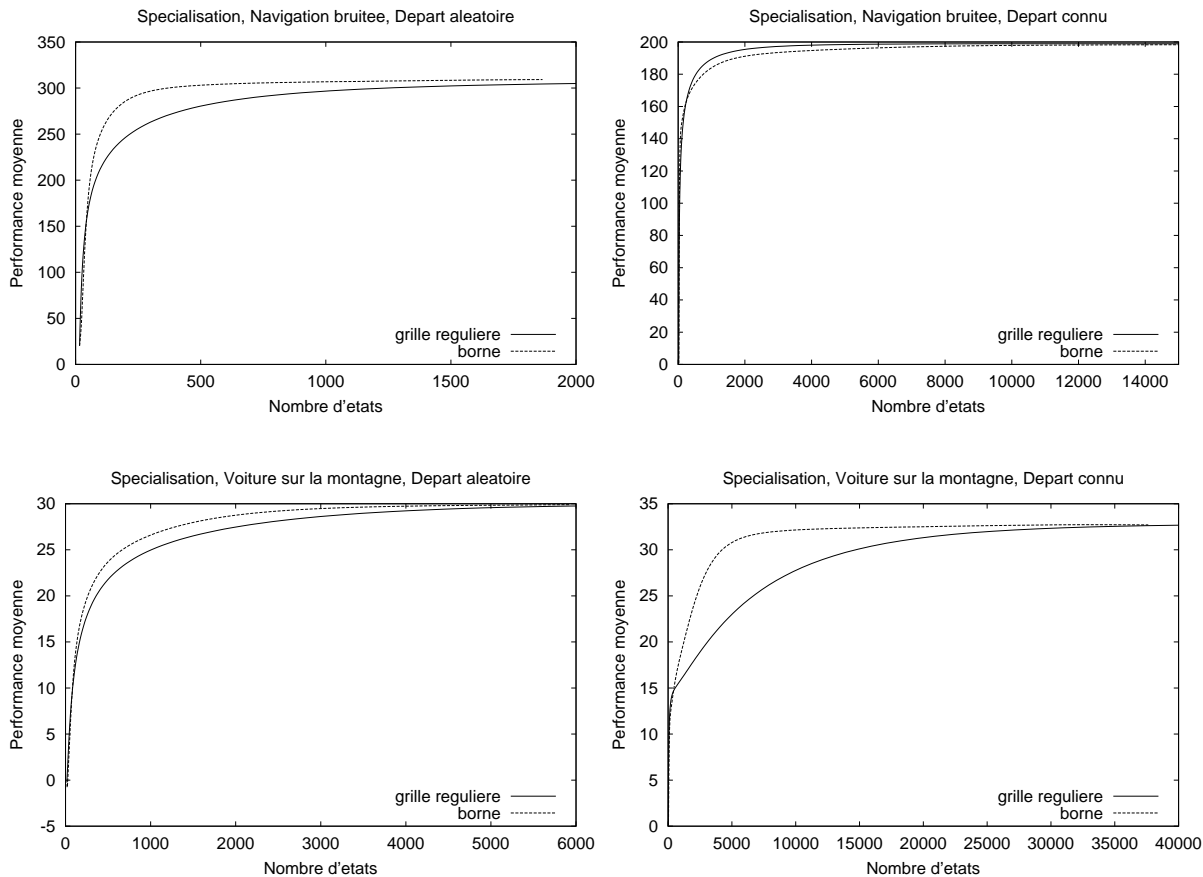 Specialisation, Navigation bruitee, Depart aleatoire
350
300
250
200
150
100
50
0
Performance moyenne
grille reguliere
borne
0 500 1000 1500 2000
Nombre d'etats
Specialisation, Navigation bruitee, Depart connu
200
180
160
140
120
100
80
60
40
20
0
Performance moyenne
grille reguliere
borne
0 2000 4000 6000 8000 10000 12000 14000
Nombre d'etats
Specialisation, Voiture sur la montagne, Depart aleatoire
30
25
20
15
10
5
0
-5
Performance moyenne
grille reguliere
borne
0 1000 2000 3000 4000 5000 6000
Nombre d'etats
Specialisation, Voiture sur la montagne, Depart connu
35
30
25
20
15
10
5
0
Performance moyenne
grille reguliere
borne
0 5000 10000 15000 20000 25000 30000 35000 40000
Nombre d'etats